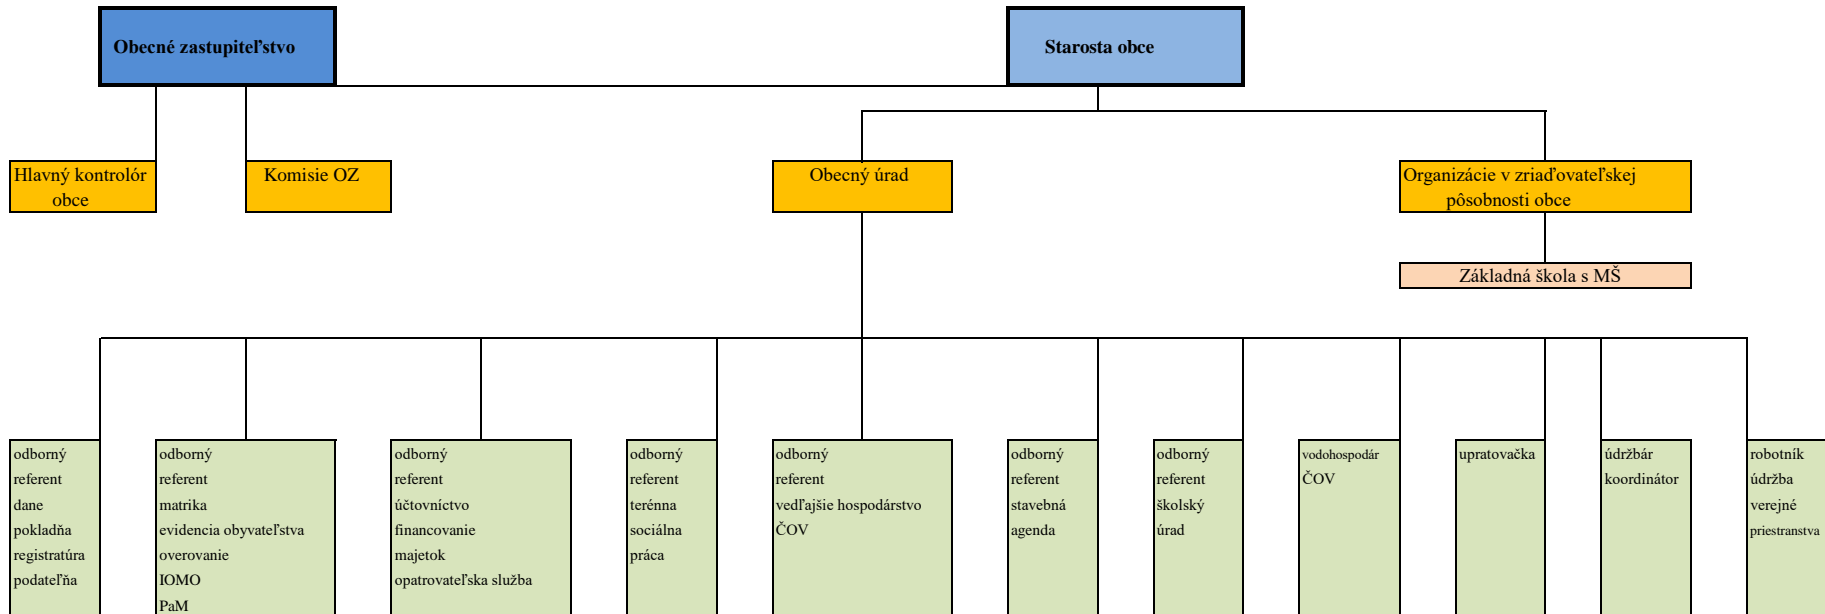 Obecné zastupiteľstvo
Starosta obce
Hlavný kontrolór
obce
Komisie OZ
Obecný úrad
Organizácie v zriaďovateľskej
pôsobnosti obce
Základná škola s MŠ
odborný
referent
dane
pokladňa
registratúra
podateľňa
odborný
referent
matrika
evidencia obyvateľstva
overovanie
IOMO
PaM
odborný
referent
účtovníctvo
financovanie
majetok
opatrovateľska služba
odborný
referent
terénna
sociálna
práca
odborný
referent
vedľajšie hospodárstvo
ČOV
odborný
referent
stavebná
agenda
odborný
referent
školský
úrad
vodohospodár
ČOV
upratovačka
údržbár
koordinátor
robotník
údržba
verejné
priestranstva